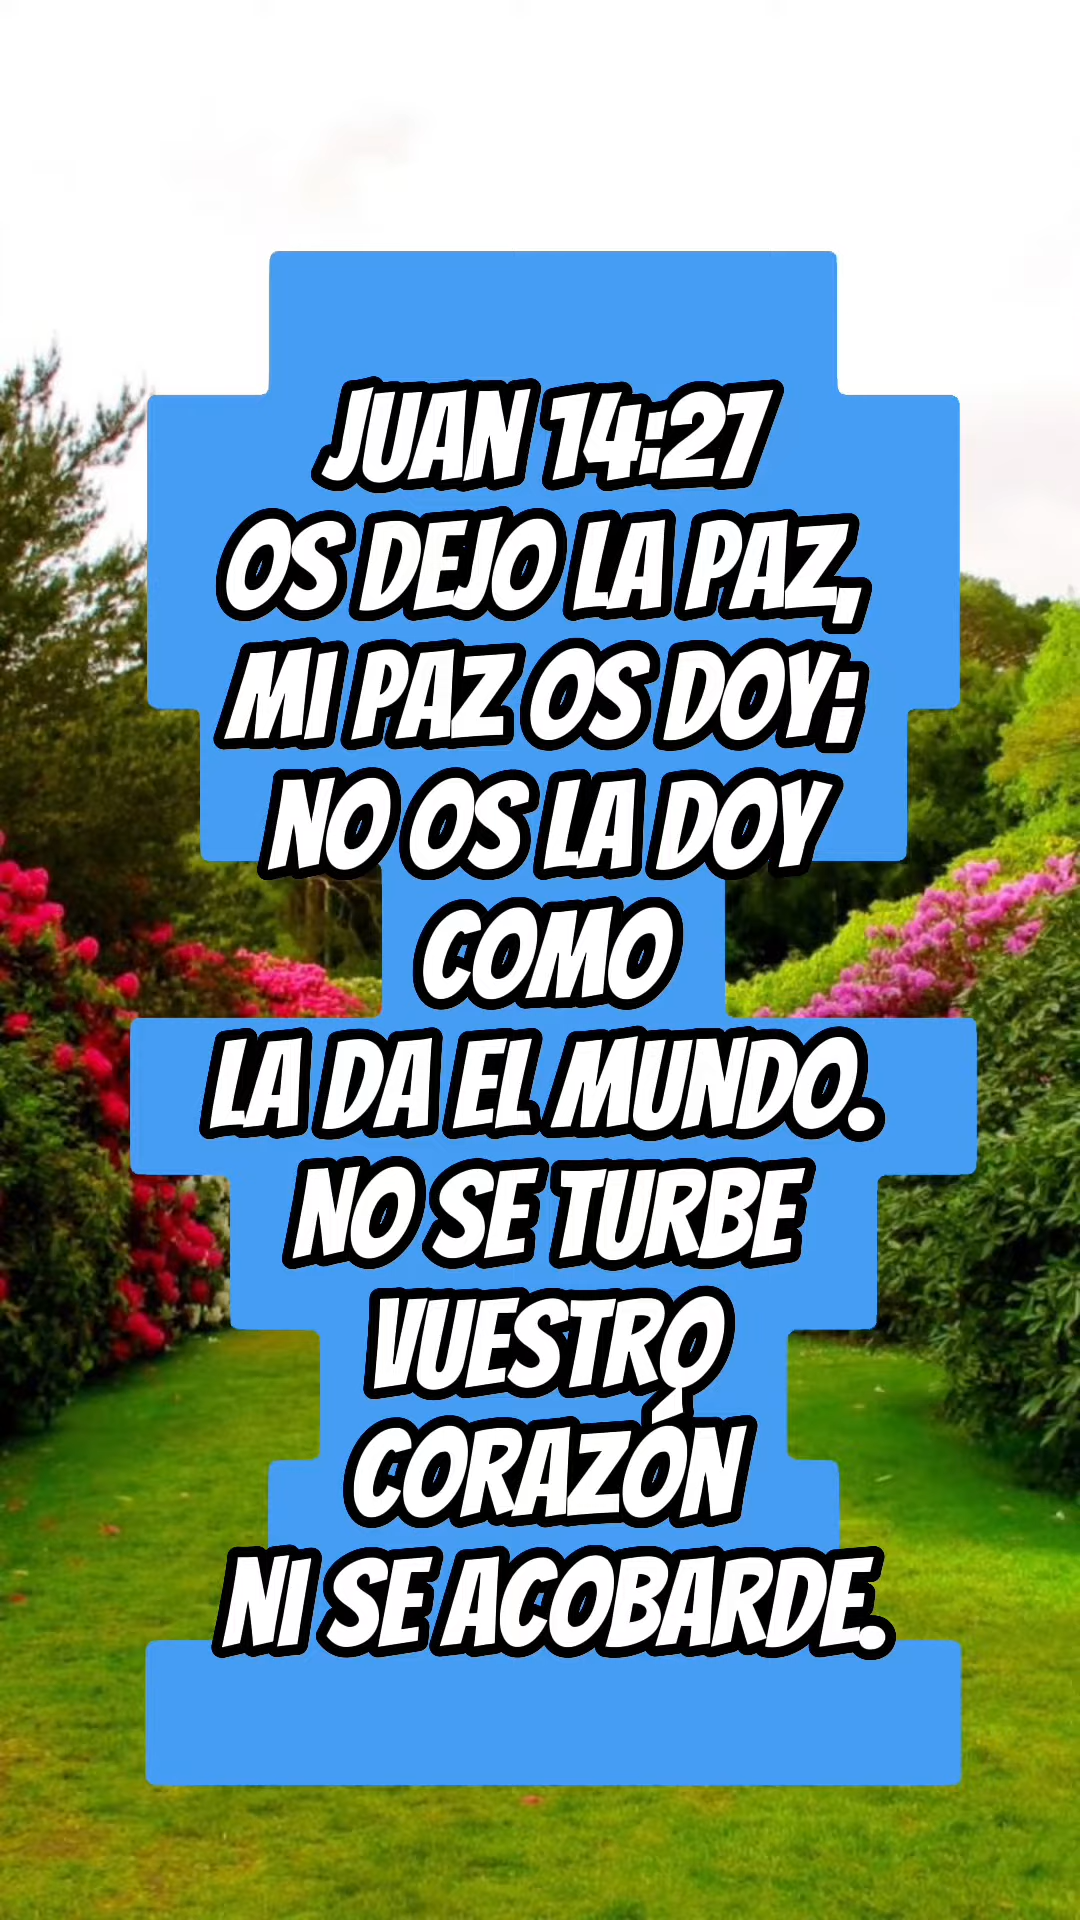 JUAN 14:27
OS DEJO LA PAZ,
MI PAZ OS DOY;
NO OS LA DOY
COMO
LA DA EL MUNDO.
NO SE TURBE
VUESTRO
CORAZÓN
NI SE ACOBARDE.